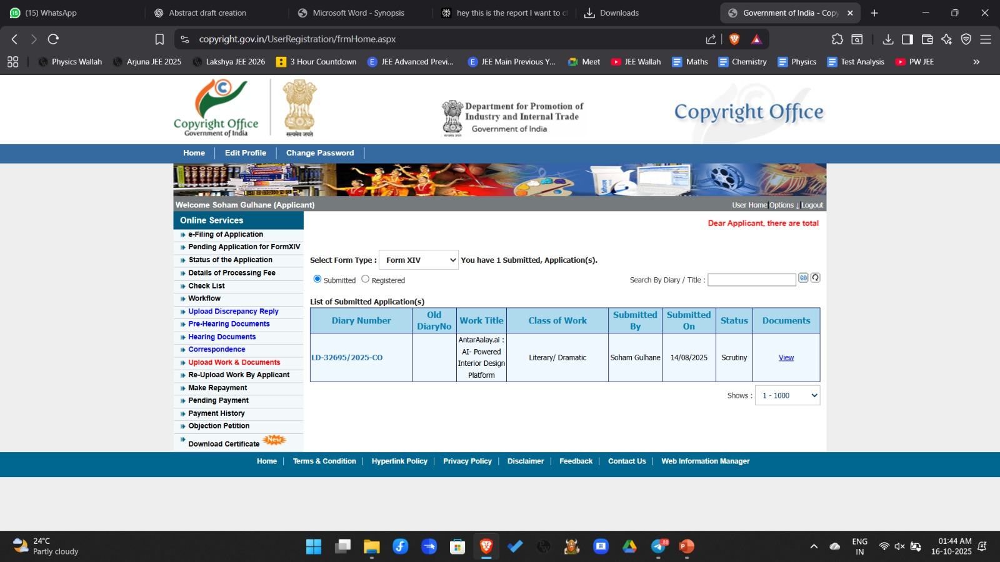 (15) WhatsApp
Abstract draft creation
Microsoft Word - Synopsis
hey this is the report I want to c
Downloads
Government of India - Copy
copyright.gov.in/UserRegistration/frmHome.aspx
Physics Wallah
Arjuna JEE 2025
Lakshya JEE 2026
3 Hour Countdown
JEE Advanced Previ...
JEE Main Previous Y...
Meet
JEE Wallah
Maths
Chemistry
Physics
Test Analysis
PW JEE
Copyright Office
Government of India
सत्यमेव जयते
Department for Promotion of
Industry and Internal Trade
Government of India
Copyright Office
Home
Edit Profile
Change Password
Welcome Soham Gulhane (Applicant)
User Home|Options ↓|Logout
Online Services
e-Filing of Application
Pending Application for FormXIV
Status of the Application
Details of Processing Fee
Check List
Workflow
Upload Discrepancy Reply
Pre-Hearing Documents
Hearing Documents
Correspondence
Upload Work & Documents
Re-Upload Work By Applicant
Make Repayment
Pending Payment
Payment History
Objection Petition
Download Certificate New
Dear Applicant, there are total
Select Form Type : Form XIV You have 1 Submitted, Application(s).
Submitted Registered
Search By Diary / Title : GO
List of Submitted Application(s)
Diary Number
Old
DiaryNo
Work Title
Class of Work
Submitted
By
Submitted
On
Status
Documents
LD-32695/2025-CO
AntarAalay.ai :
AI- Powered
Interior Design
Platform
Literary/ Dramatic
Soham Gulhane
14/08/2025
Scrutiny
View
Shows : 1 - 1000
Home
Terms & Condition
Hyperlink Policy
Privacy Policy
Disclaimer
Feedback
Contact Us
Web Information Manager
24°C
Partly cloudy
ENG
IN
01:44 AM
16-10-2025